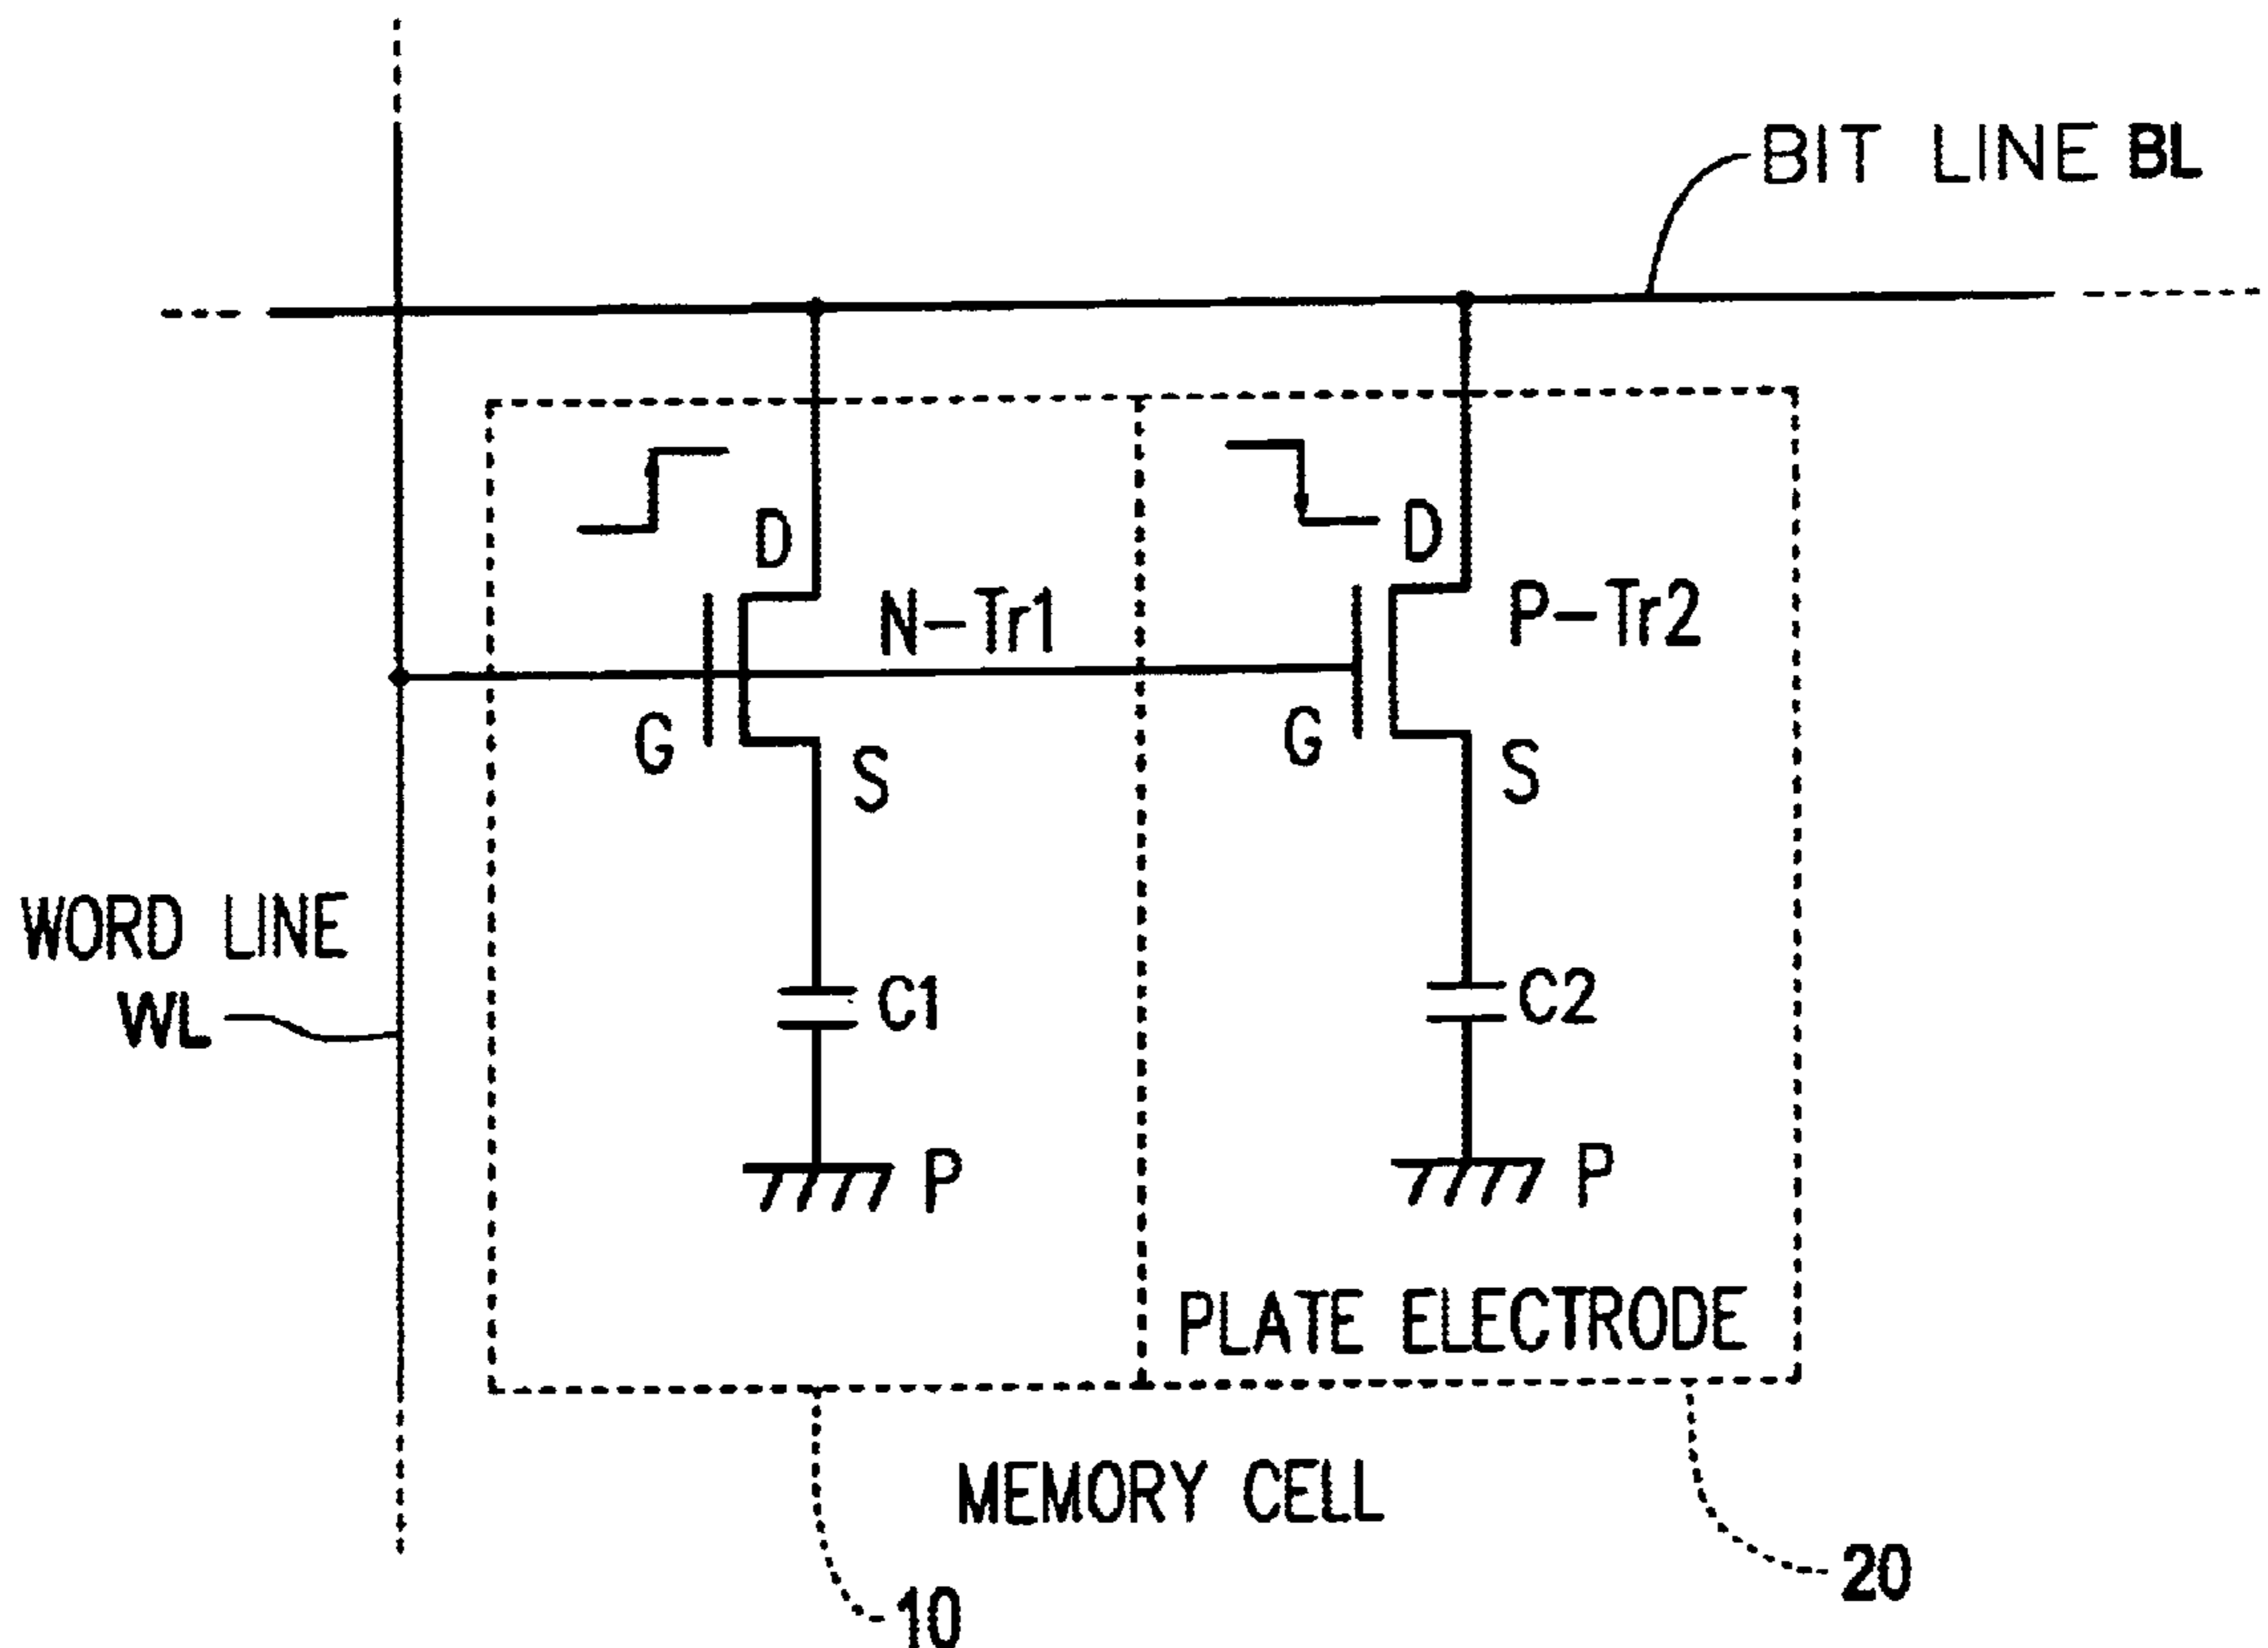 BIT LINE BL
D
D
N-Tr1
P-Tr2
G
S
G
S
WORD LINE
WL
C1
C2
P
P
PLATE ELECTRODE
MEMORY CELL
10
20